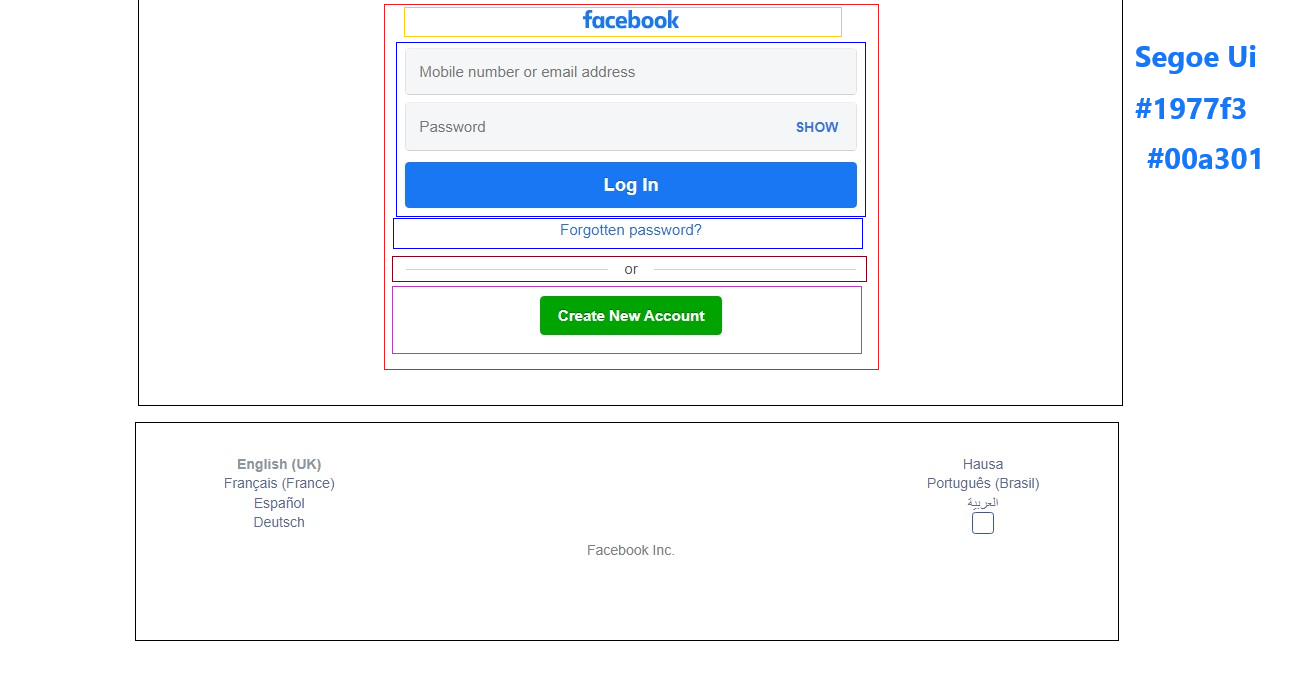 facebook
Mobile number or email address
Password SHOW
Log In
Forgotten password?
or
Create New Account
Segoe Ui
#1977f3
#00a301
English (UK)
Français (France)
Español
Deutsch
Hausa
Português (Brasil)
العربية
Facebook Inc.